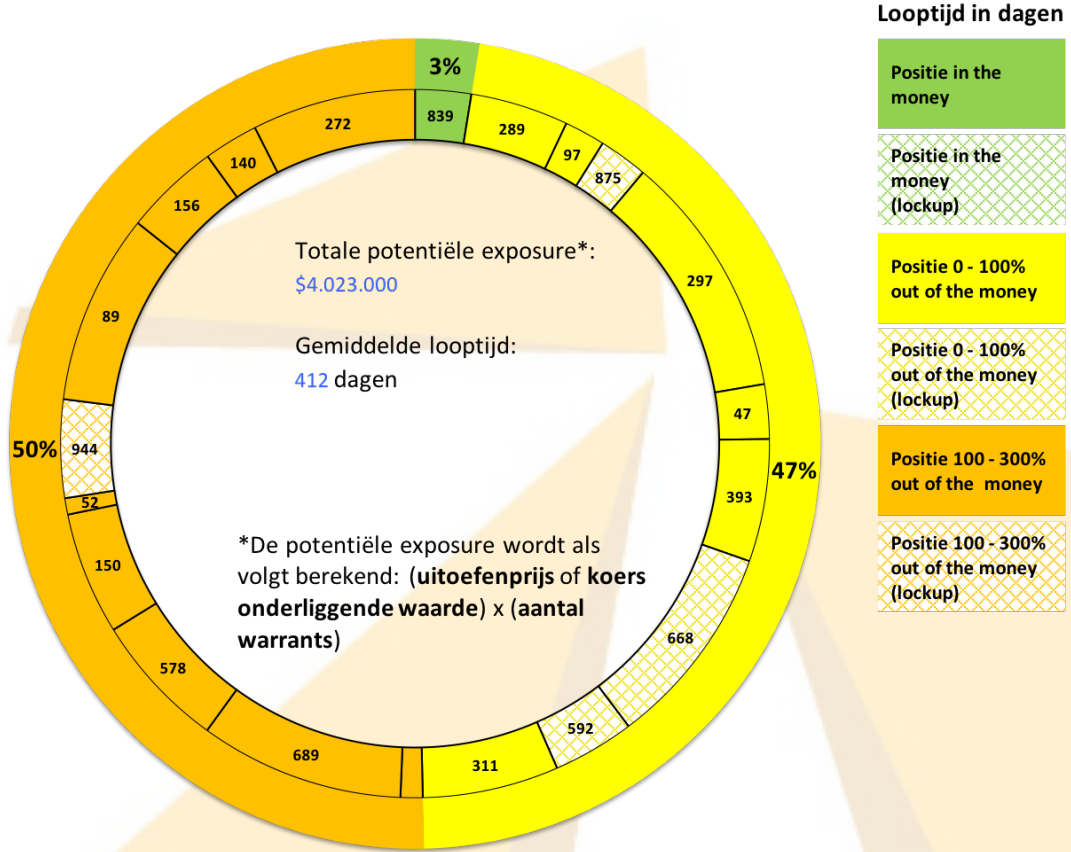 Looptijd in dagen
Positie in the
money
Positie in the
money
(lockup)
Positie 0 - 100%
out of the money
Positie 0 - 100%
out of the money
(lockup)
Positie 100 - 300%
out of the  money
Positie 100 - 300%
out of the money
(lockup)
3%
839
289
97
875
297
47
393
47%
668
592
311
689
578
150
52
944
50%
89
156
140
272
Totale potentiële exposure*:
$4.023.000
Gemiddelde looptijd:
412 dagen
*De potentiële exposure wordt als
volgt berekend: (uitoefenprijs of koers
onderliggende waarde) x (aantal
warrants)